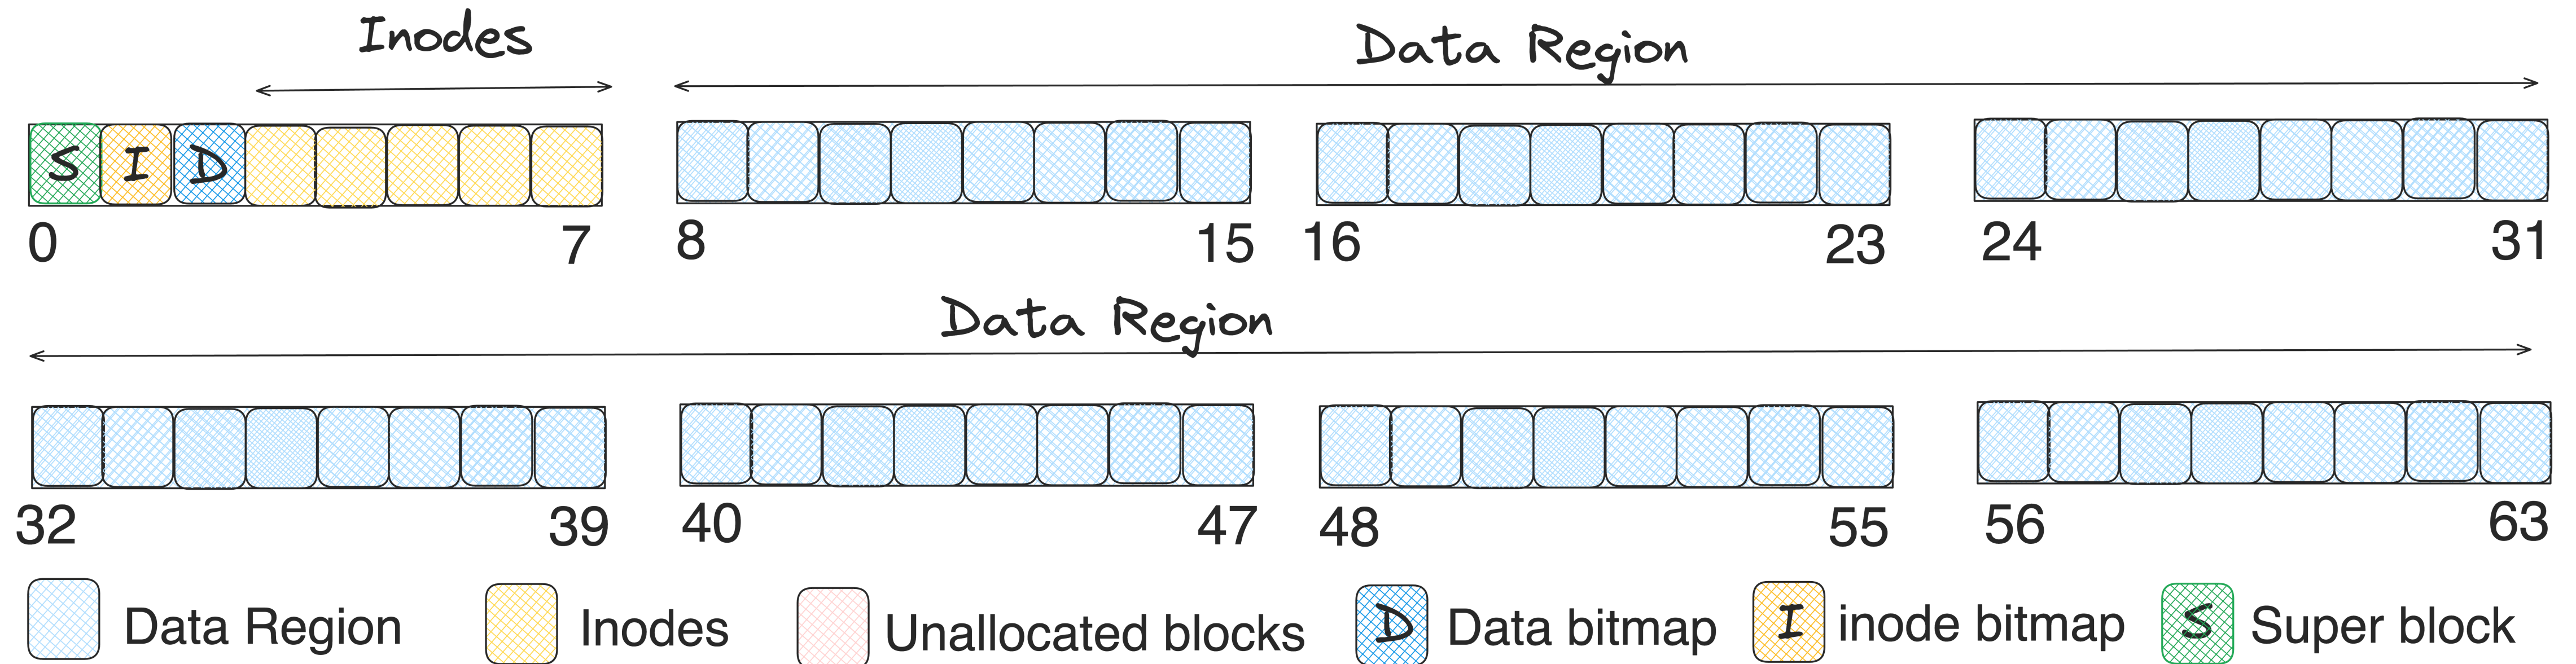 Inodes
Data Region
S I D
0 7 8 15 16 23 24 31
Data Region
32 39 40 47 48 55 56 63
Data Region Inodes Unallocated blocks D Data bitmap I inode bitmap S Super block